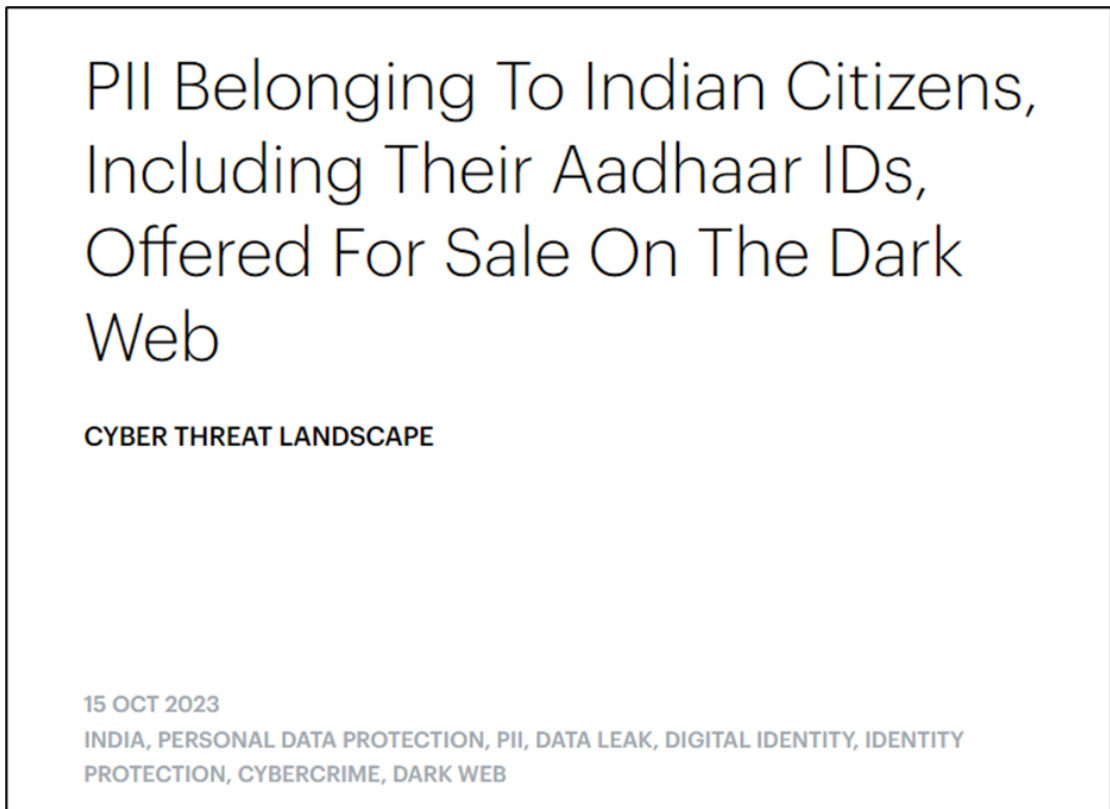 PII Belonging To Indian Citizens,
Including Their Aadhaar IDs,
Offered For Sale On The Dark
Web
CYBER THREAT LANDSCAPE
15 OCT 2023
INDIA, PERSONAL DATA PROTECTION, PII, DATA LEAK, DIGITAL IDENTITY, IDENTITY
PROTECTION, CYBERCRIME, DARK WEB